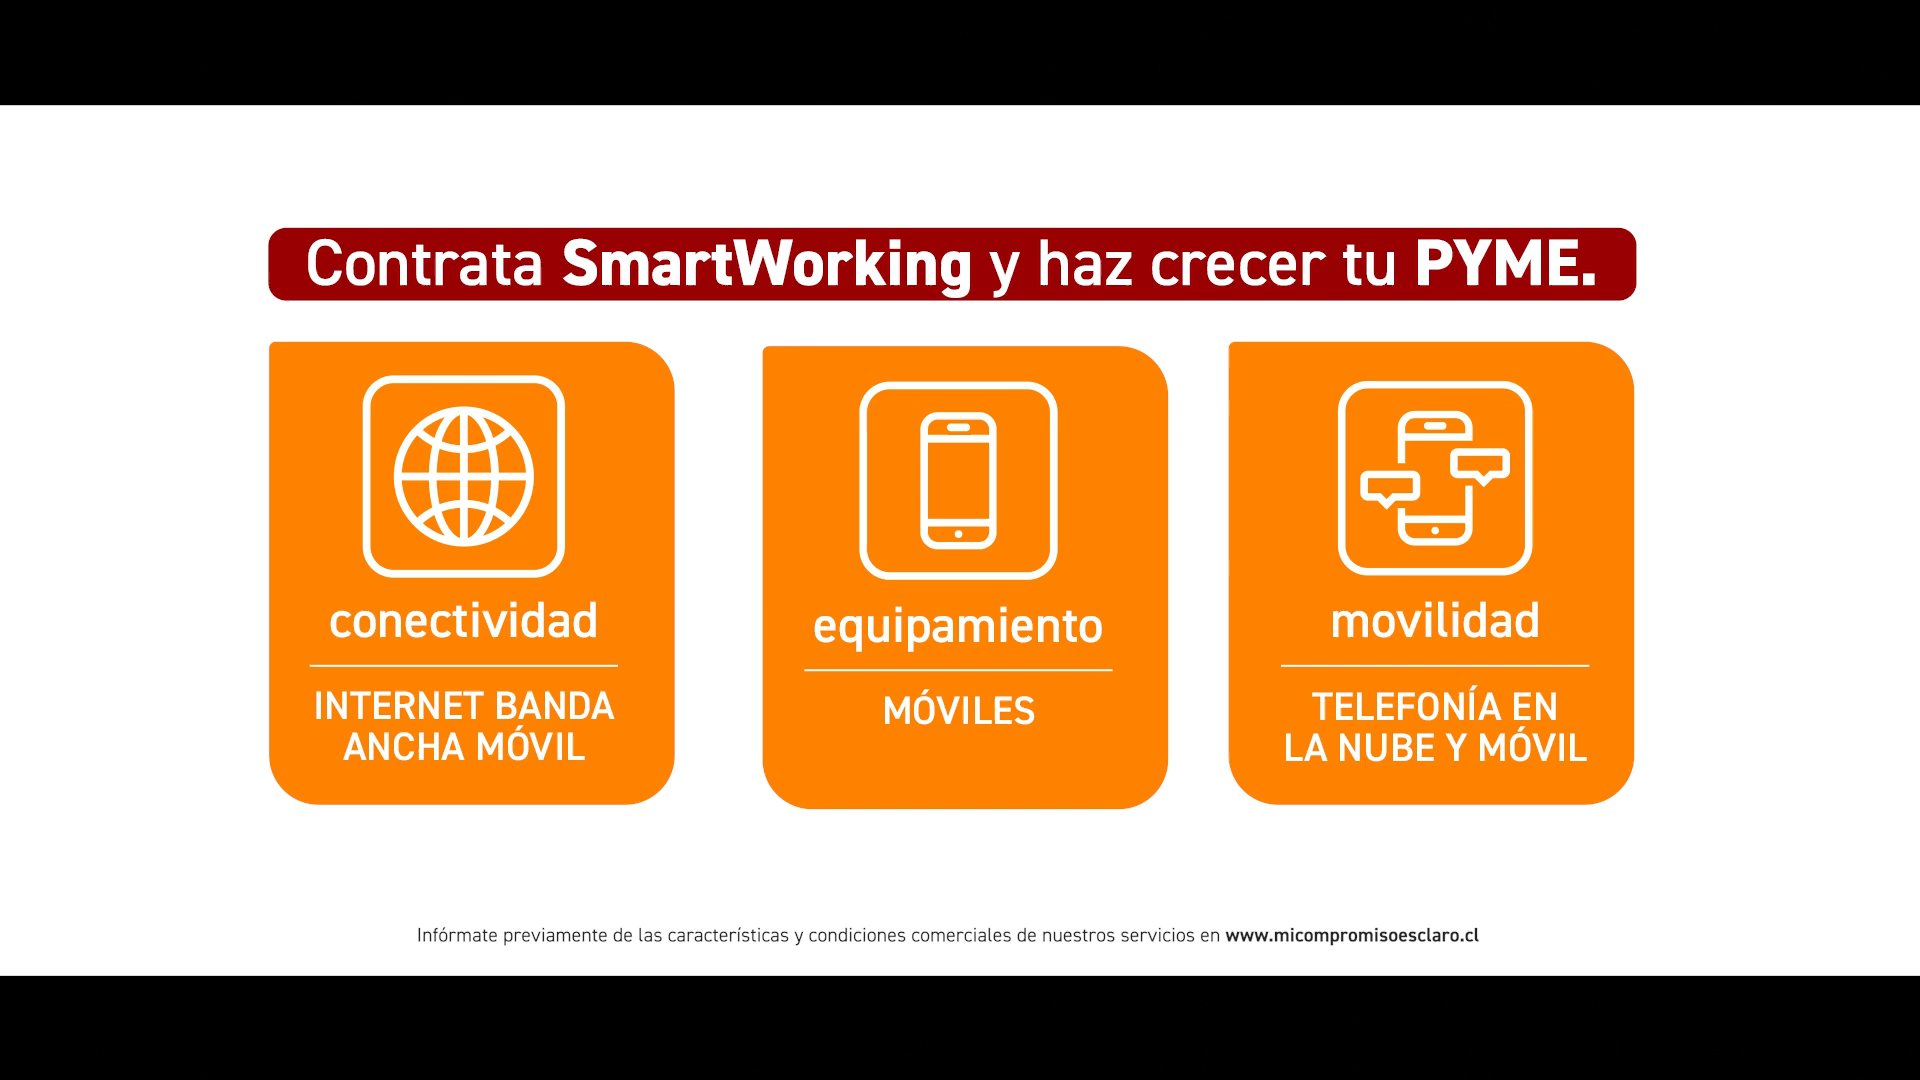 Contrata SmartWorking y haz crecer tu PYME.
conectividad
INTERNET BANDA
ANCHA MÓVIL
equipamiento
MÓVILES
movilidad
TELEFONÍA EN
LA NUBE Y MÓVIL
Infórmate previamente de las características y condiciones comerciales de nuestros servicios en www.micompromisoesclaro.cl